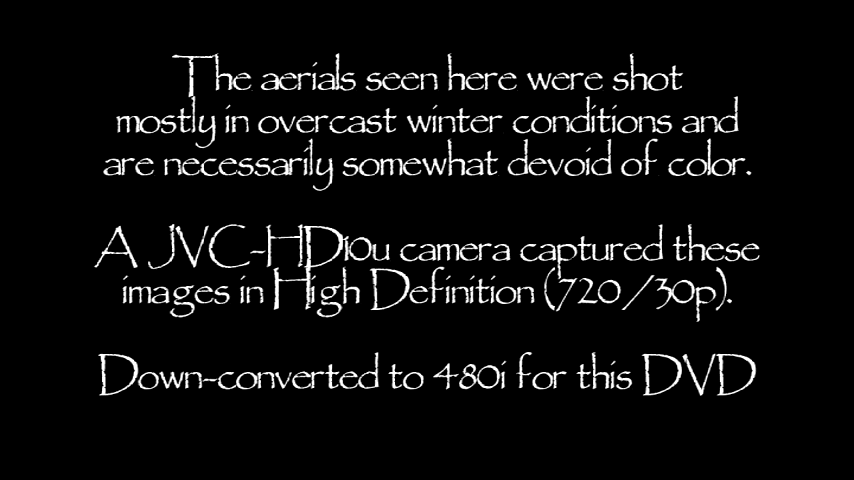 The aerials seen here were shot
mostly in overcast winter conditions and
are necessarily somewhat devoid of color.
A JVC-HD10u camera captured these
images in High Definition (720/30p).
Down-converted to 480i for this DVD